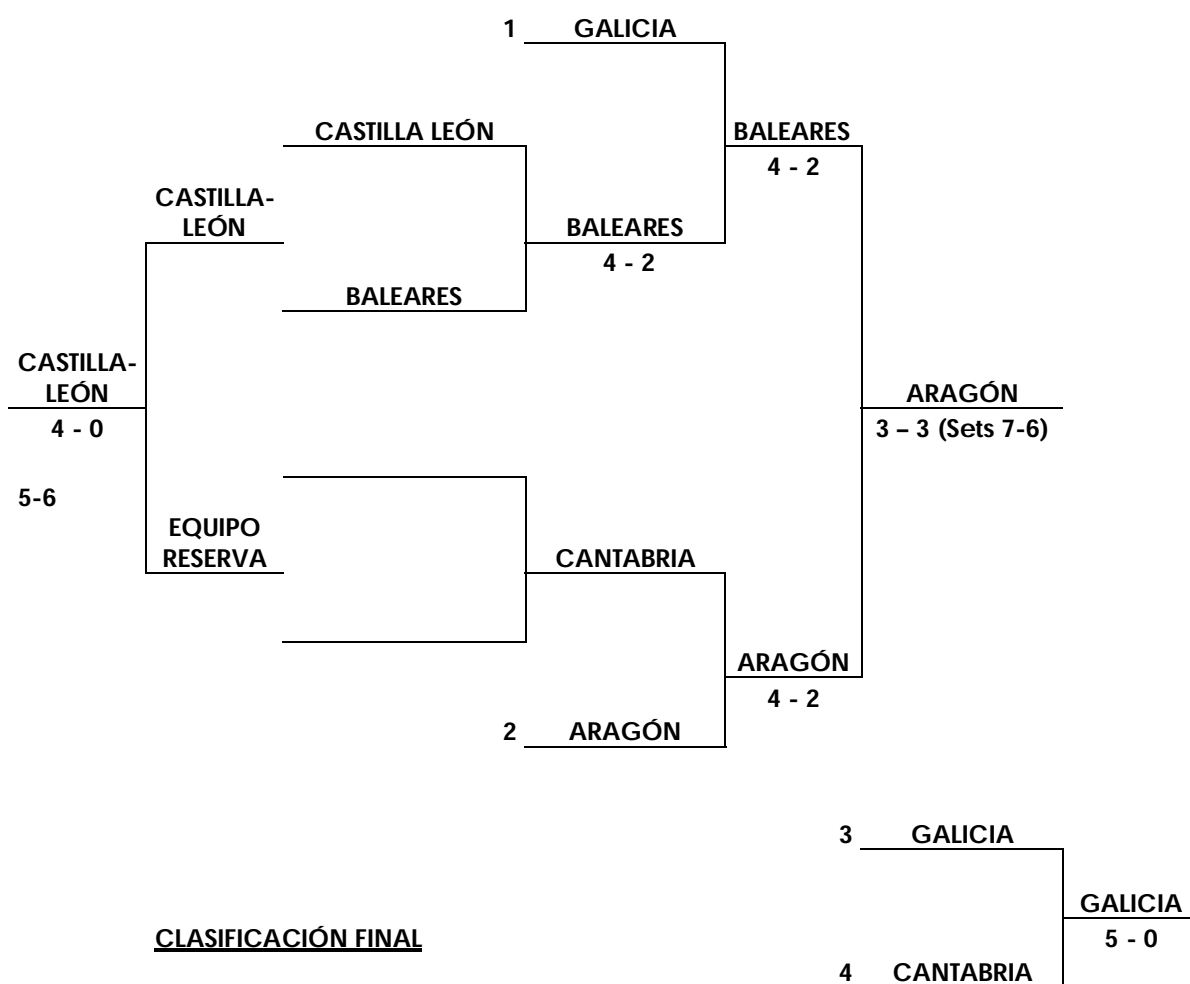 1 GALICIA
CASTILLA LEÓN
BALEARES
4 - 2
CASTILLA-
LEÓN
BALEARES
4 - 2
BALEARES
CASTILLA-
LEÓN
4 - 0
ARAGÓN
3 – 3 (Sets 7-6)
5-6
EQUIPO
RESERVA
CANTABRIA
ARAGÓN
4 - 2
2 ARAGÓN
3 GALICIA
GALICIA
5 - 0
CLASIFICACIÓN FINAL
4 CANTABRIA